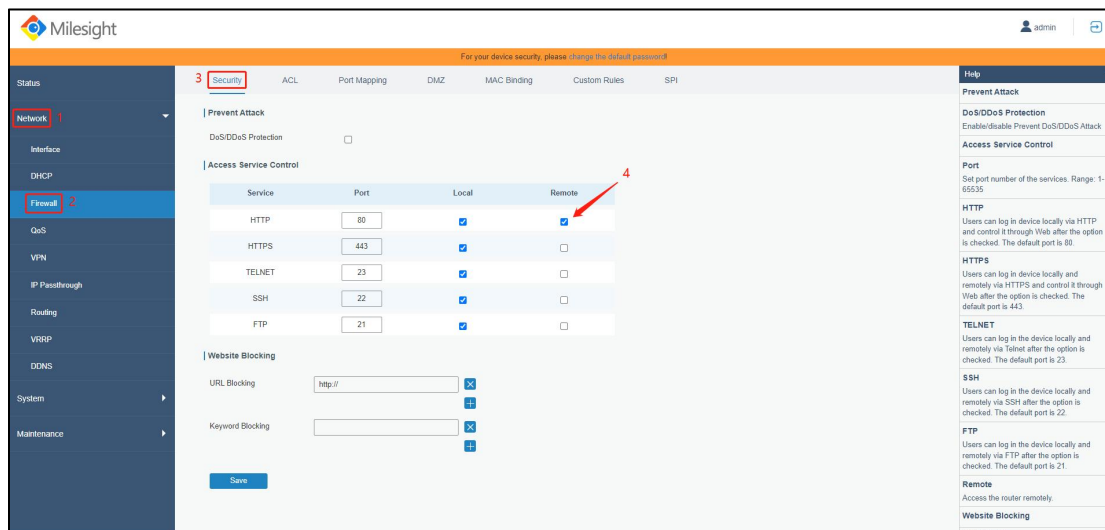 Milesight
admin
For your device security, please change the default password!
Status
Network 1
Interface
DHCP
Firewall 2
QoS
VPN
IP Passthrough
Routing
VRRP
DDNS
System
Maintenance
3 Security ACL Port Mapping DMZ MAC Binding Custom Rules SPI
Prevent Attack
DoS/DDoS Protection
Access Service Control
4
Service Port Local Remote
HTTP 80
HTTPS 443
TELNET 23
SSH 22
FTP 21
Website Blocking
URL Blocking http://
Keyword Blocking
Save
Help
Prevent Attack
DoS/DDoS Protection
Enable/disable Prevent DoS/DDoS Attack
Access Service Control
Port
Set port number of the services. Range: 1-
65535
HTTP
Users can log in device locally via HTTP
and control it through Web after the option
is checked. The default port is 80.
HTTPS
Users can log in device locally and
remotely via HTTPS and control it through
Web after the option is checked. The
default port is 443.
TELNET
Users can log in the device locally and
remotely via Telnet after the option is
checked. The default port is 23.
SSH
Users can log in the device locally and
remotely via SSH after the option is
checked. The default port is 22.
FTP
Users can log in the device locally and
remotely via FTP after the option is
checked. The default port is 21.
Remote
Access the router remotely.
Website Blocking